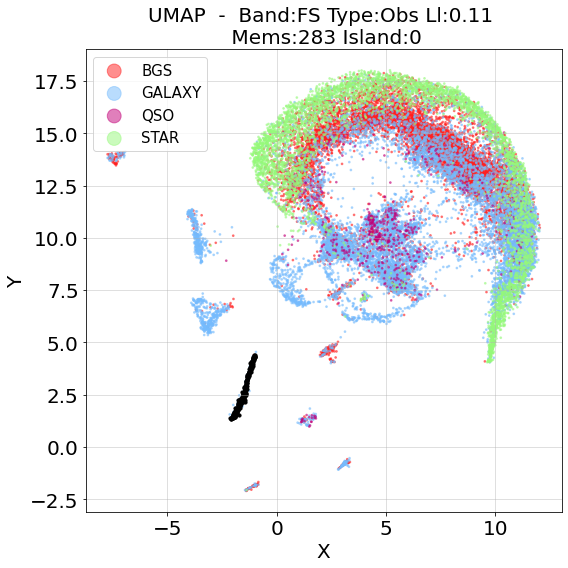 UMAP  -  Band:FS Type:Obs Ll:0.11
Mems:283 Island:0
BGS
GALAXY
QSO
STAR
17.5
15.0
12.5
10.0
7.5
5.0
2.5
0.0
−2.5
Y
−5
0
5
10
X